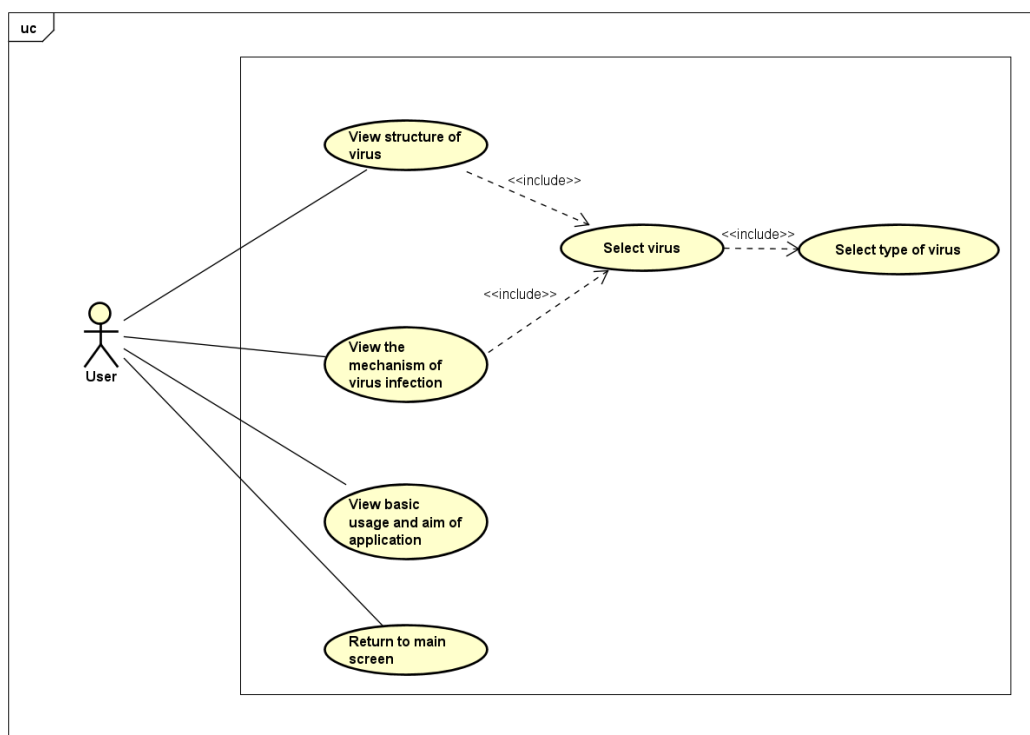 uc
View structure of
virus
<<include>>
<<include>>
Select virus
Select type of virus
<<include>>
View the
mechanism of
virus infection
User
View basic
usage and aim of
application
Return to main
screen